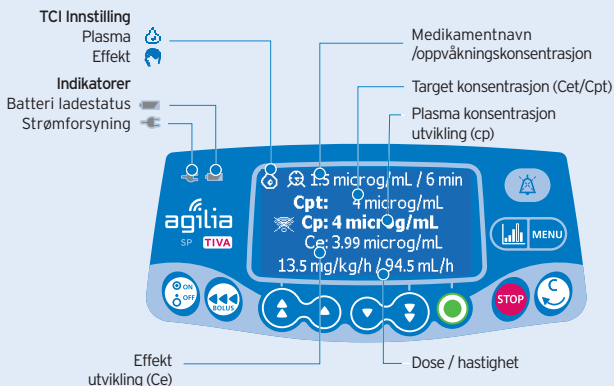 TCI Innstilling
Plasma
Effekt
Indikatorer
Batteri ladestatus
Strømforsyning
Medikamentnavn
/oppvåkningskonsentrasjon
Target konsentrasjon (Cet/Cpt)
Plasma konsentrasjon
utvikling (cp)
1.5 microg/mL / 6 min
Cpt: 4 microg/mL
Cp: 4 microg/mL
Ce: 3.99 microg/mL
13.5 mg/kg/h / 94.5 mL/h
agilia
SP TIVA
MENU
ON
OFF
BOLUS
STOP
C
Effekt
utvikling (Ce)
Dose / hastighet